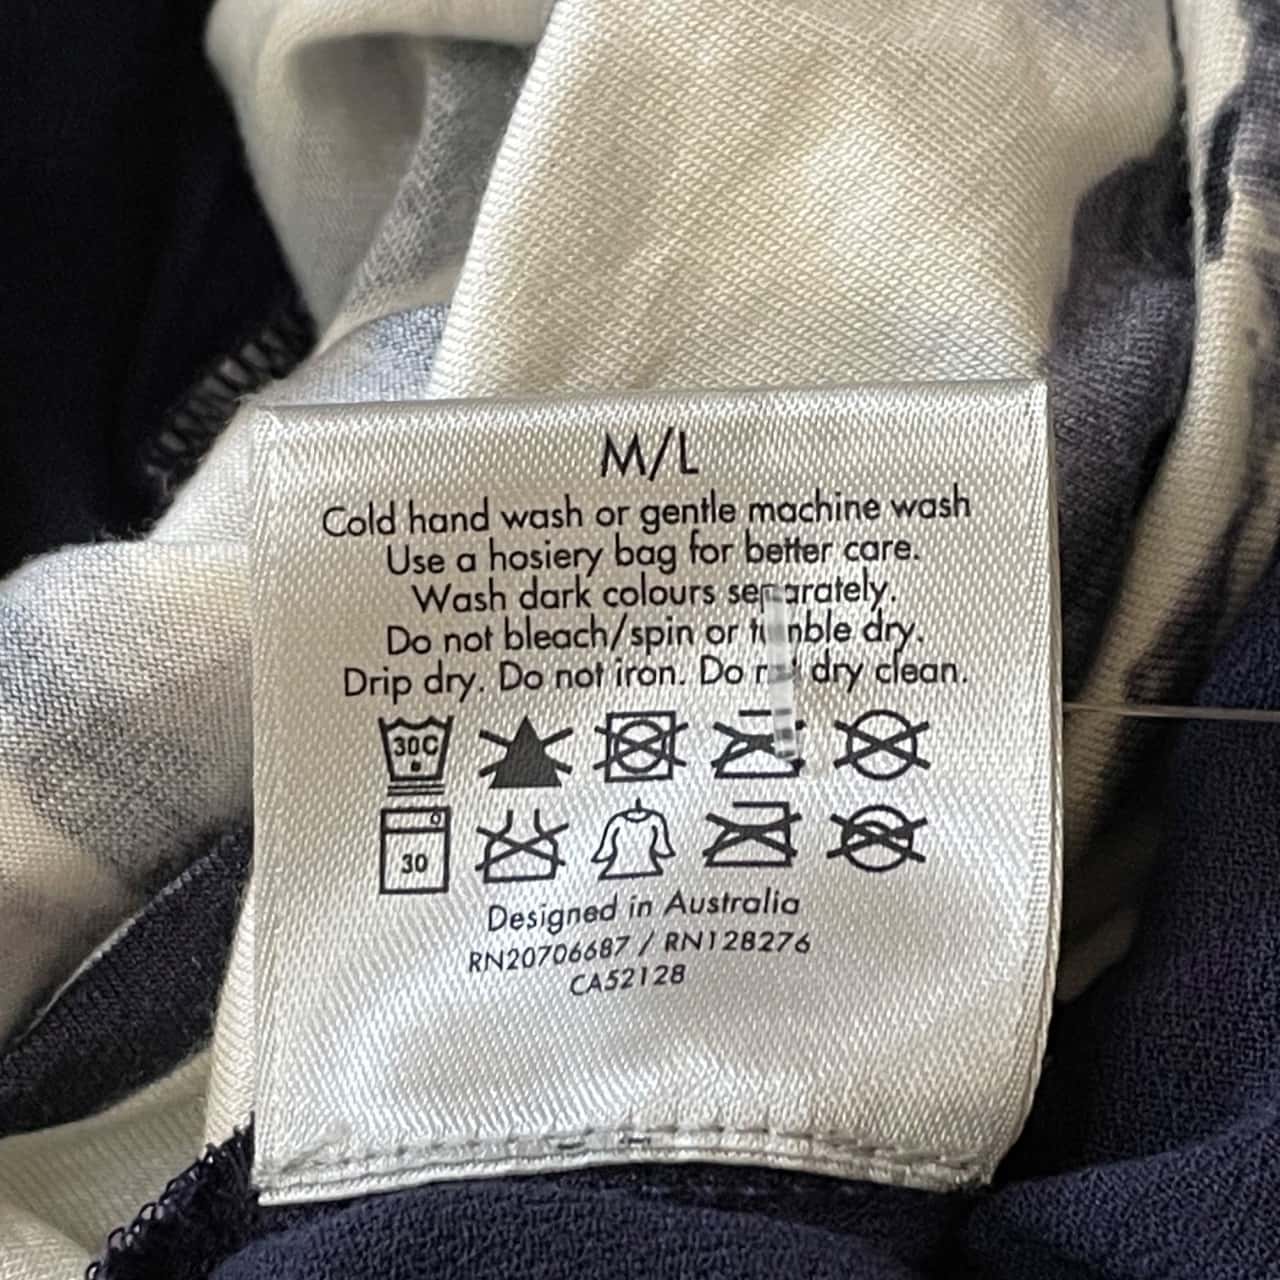 M/L
Cold hand wash or gentle machine wash
Use a hosiery bag for better care.
Wash dark colours separately.
Do not bleach/spin or tumble dry.
Drip dry. Do not iron. Do not dry clean.
30C
30
Designed in Australia
RN20706687 / RN128276
CA52128